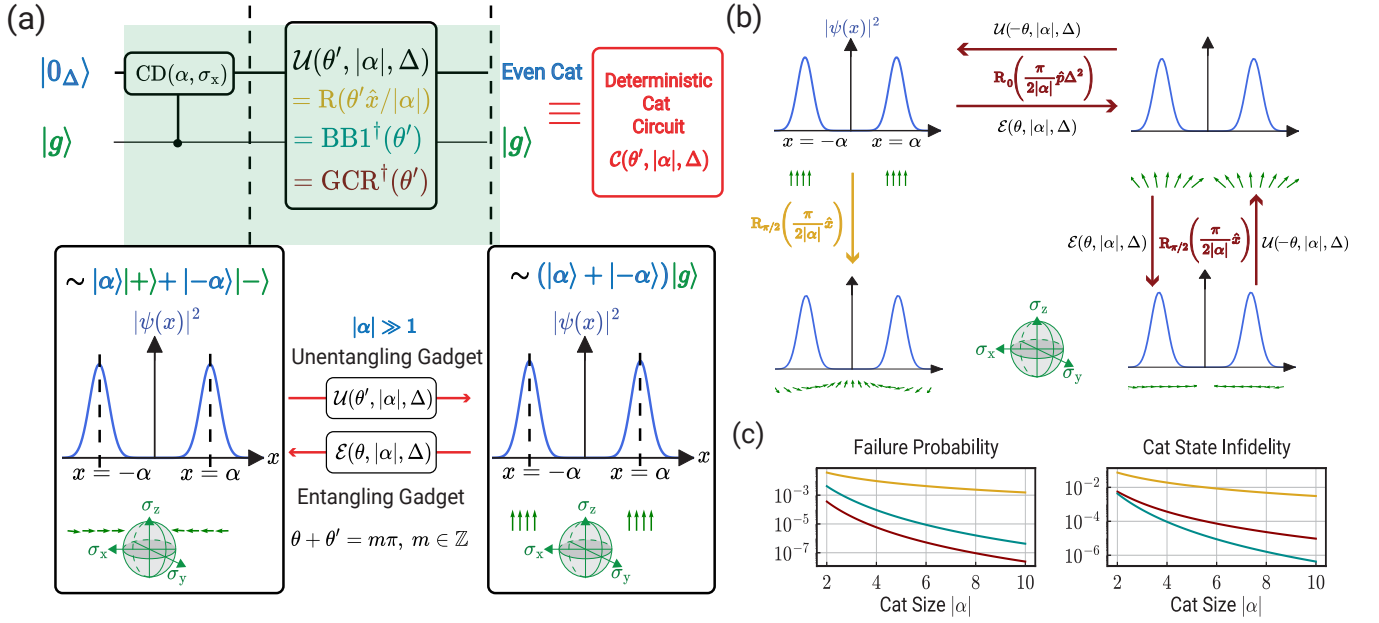 (a)
|0_Δ⟩
CD(α, σ_x)
|g⟩
𝒰(θ′, |α|, Δ)
= R(θ′x̂/|α|)
= BB1†(θ′)
= GCR†(θ′)
Even Cat
|g⟩
≡
Deterministic
Cat
Circuit
𝒞(θ′, |α|, Δ)
∼ |α⟩|+⟩+ |−α⟩|−⟩
|ψ(x)|²
x = −α
x = α
x
σ_z
σ_x
σ_y
|α| ≫ 1
Unentangling Gadget
𝒰(θ′, |α|, Δ)
ℰ(θ, |α|, Δ)
Entangling Gadget
θ + θ′ = mπ, m ∈ ℤ
∼ (|α⟩ + |−α⟩)|g⟩
|ψ(x)|²
x = −α
x = α
x
σ_z
σ_x
σ_y
(b)
|ψ(x)|²
x = −α
x = α
𝒰(−θ, |α|, Δ)
R₀(π/2|α| p̂Δ²)
ℰ(θ, |α|, Δ)
R_π/2(π/2|α| x̂)
ℰ(θ, |α|, Δ)
R_π/2(π/2|α| x̂)
𝒰(−θ, |α|, Δ)
σ_z
σ_x
σ_y
(c)
Failure Probability
10⁻³
10⁻⁵
10⁻⁷
2 4 6 8 10
Cat Size |α|
Cat State Infidelity
10⁻²
10⁻⁴
10⁻⁶
2 4 6 8 10
Cat Size |α|